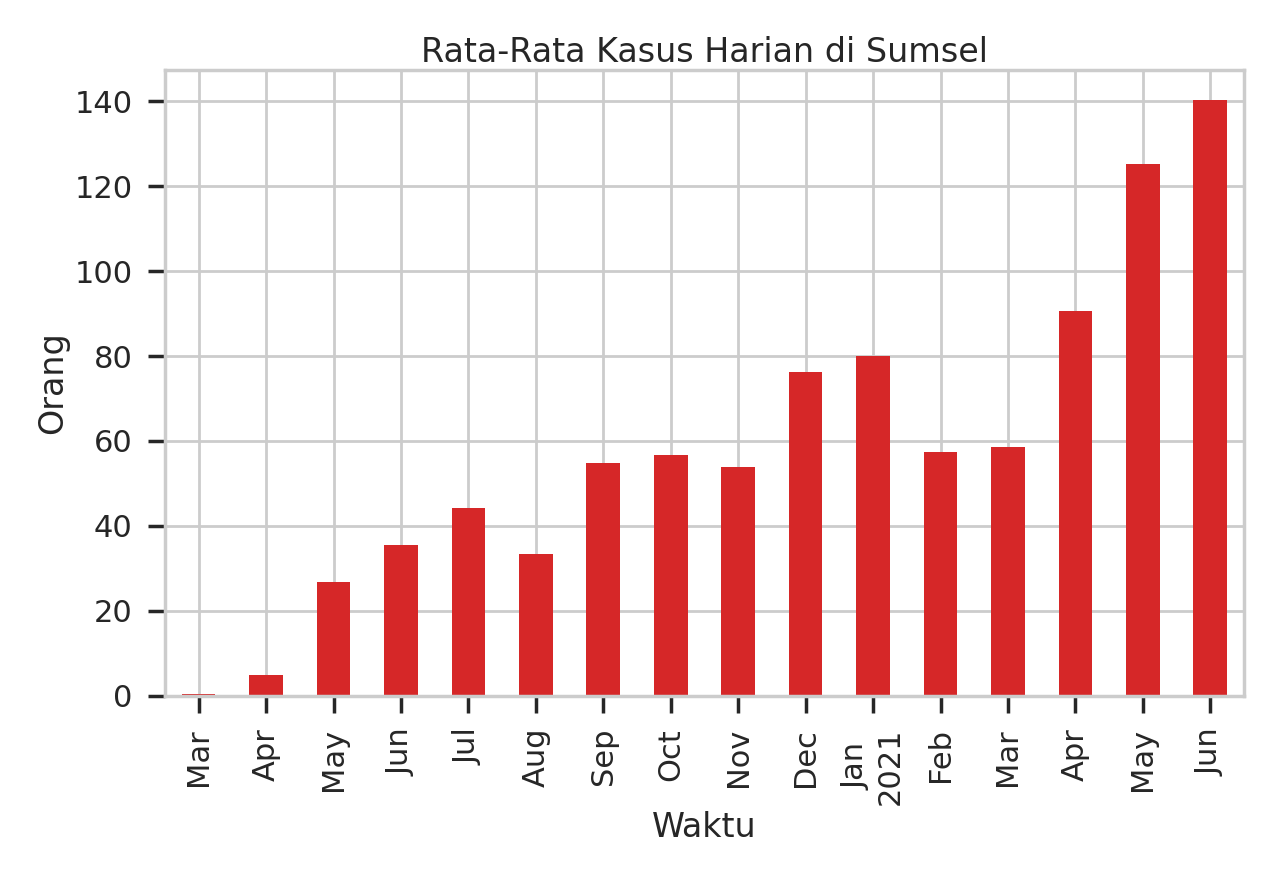 Rata-Rata Kasus Harian di Sumsel
140
120
100
80
60
40
20
0
Orang
Mar
Apr
May
Jun
Jul
Aug
Sep
Oct
Nov
Dec
Jan
2021
Feb
Mar
Apr
May
Jun
Waktu